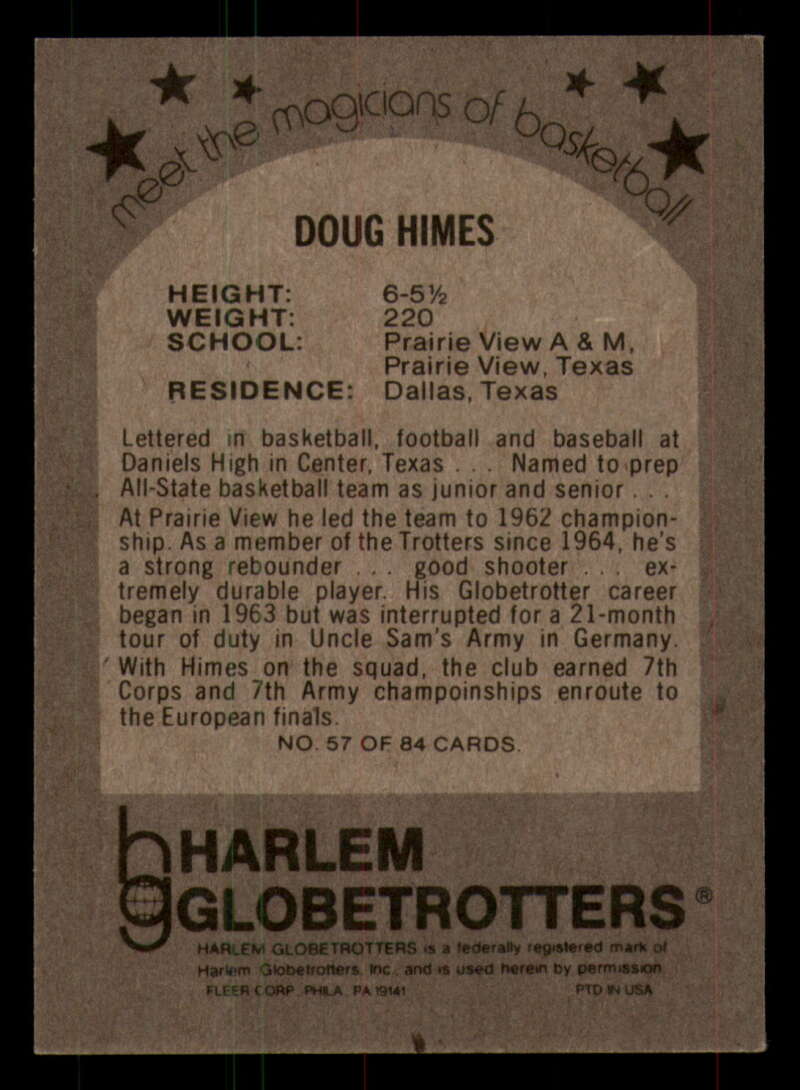 meet the magicians of basketball
DOUG HIMES
HEIGHT: 6-5½
WEIGHT: 220
SCHOOL: Prairie View A & M,
Prairie View, Texas
RESIDENCE: Dallas, Texas
Lettered in basketball, football and baseball at
Daniels High in Center, Texas . . . Named to prep
All-State basketball team as junior and senior . . .
At Prairie View he led the team to 1962 champion-
ship. As a member of the Trotters since 1964, he's
a strong rebounder . . . good shooter . . . ex-
tremely durable player. His Globetrotter career
began in 1963 but was interrupted for a 21-month
tour of duty in Uncle Sam's Army in Germany.
With Himes on the squad, the club earned 7th
Corps and 7th Army champoinships enroute to
the European finals.
NO. 57 OF 84 CARDS.
hg HARLEM
GLOBETROTTERS®
HARLEM GLOBETROTTERS is a federally registered mark of
Harlem Globetrotters, Inc., and is used herein by permission
FLEER CORP. PHILA. PA 19141 PTD IN USA